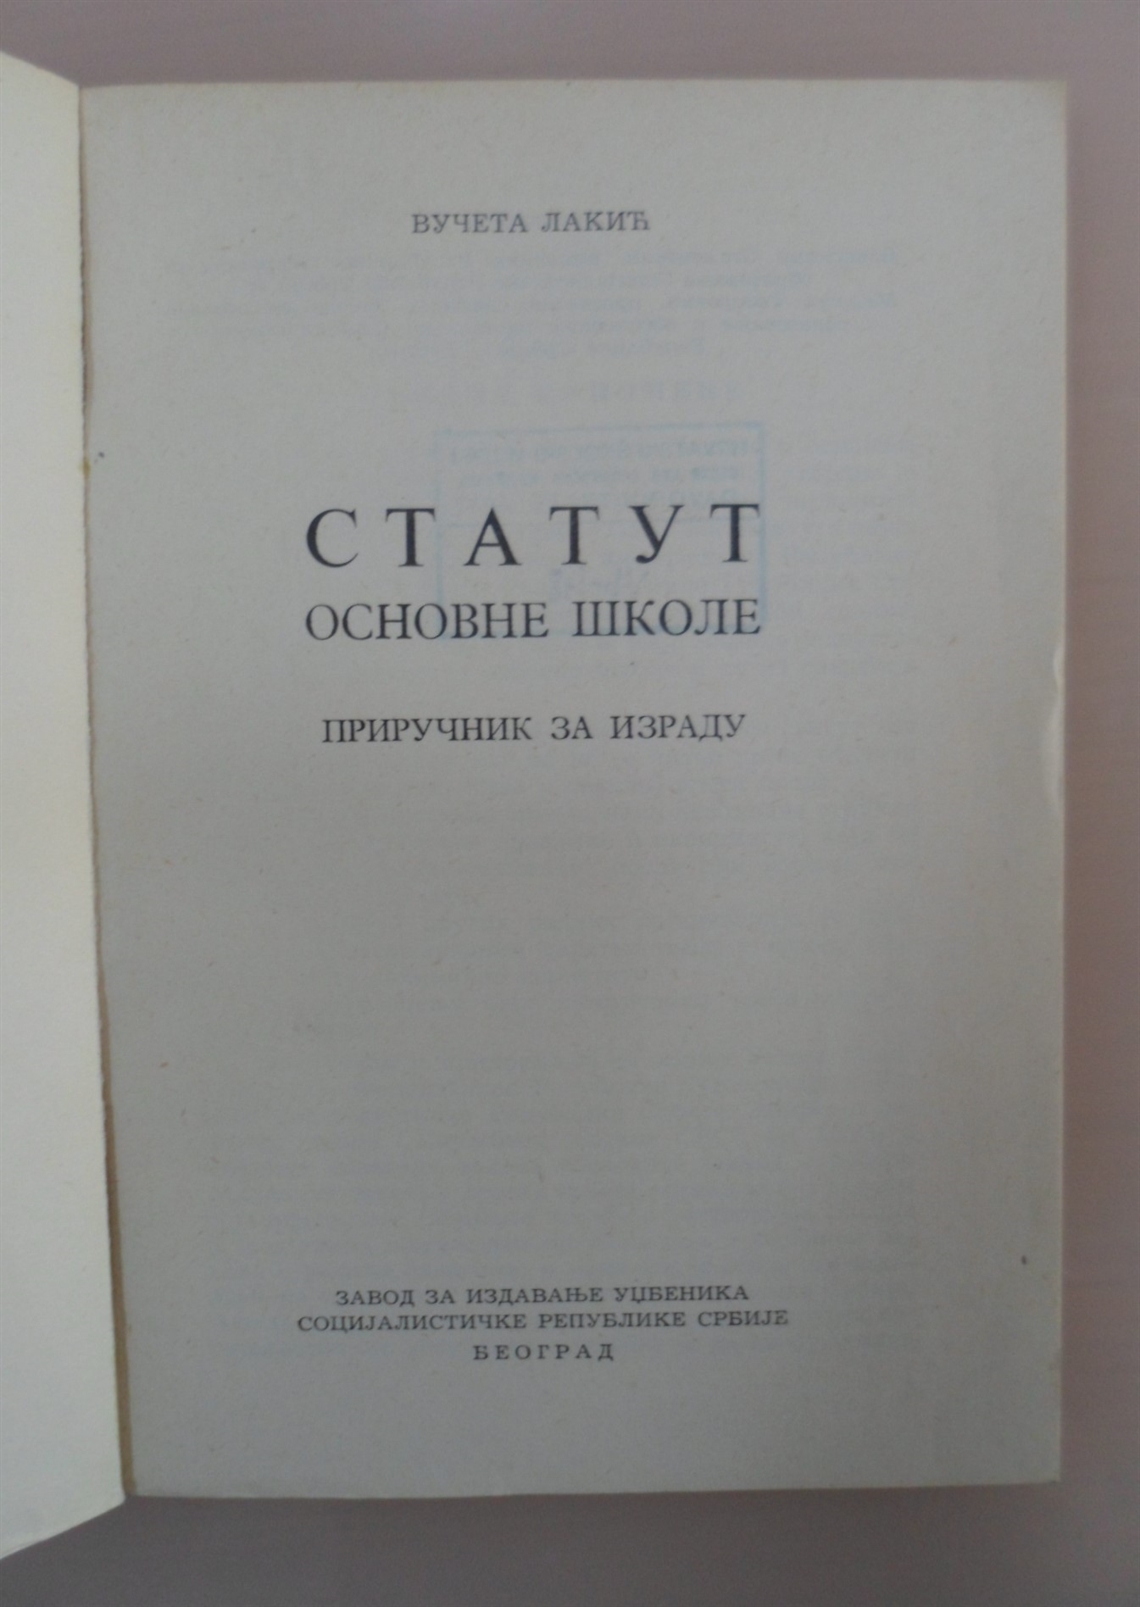 ВУЧЕТА ЛАКИЋ
СТАТУТ
ОСНОВНЕ ШКОЛЕ
ПРИРУЧНИК ЗА ИЗРАДУ
ЗАВОД ЗА ИЗДАВАЊЕ УЏБЕНИКА
СОЦИЈАЛИСТИЧКЕ РЕПУБЛИКЕ СРБИЈЕ
БЕОГРАД